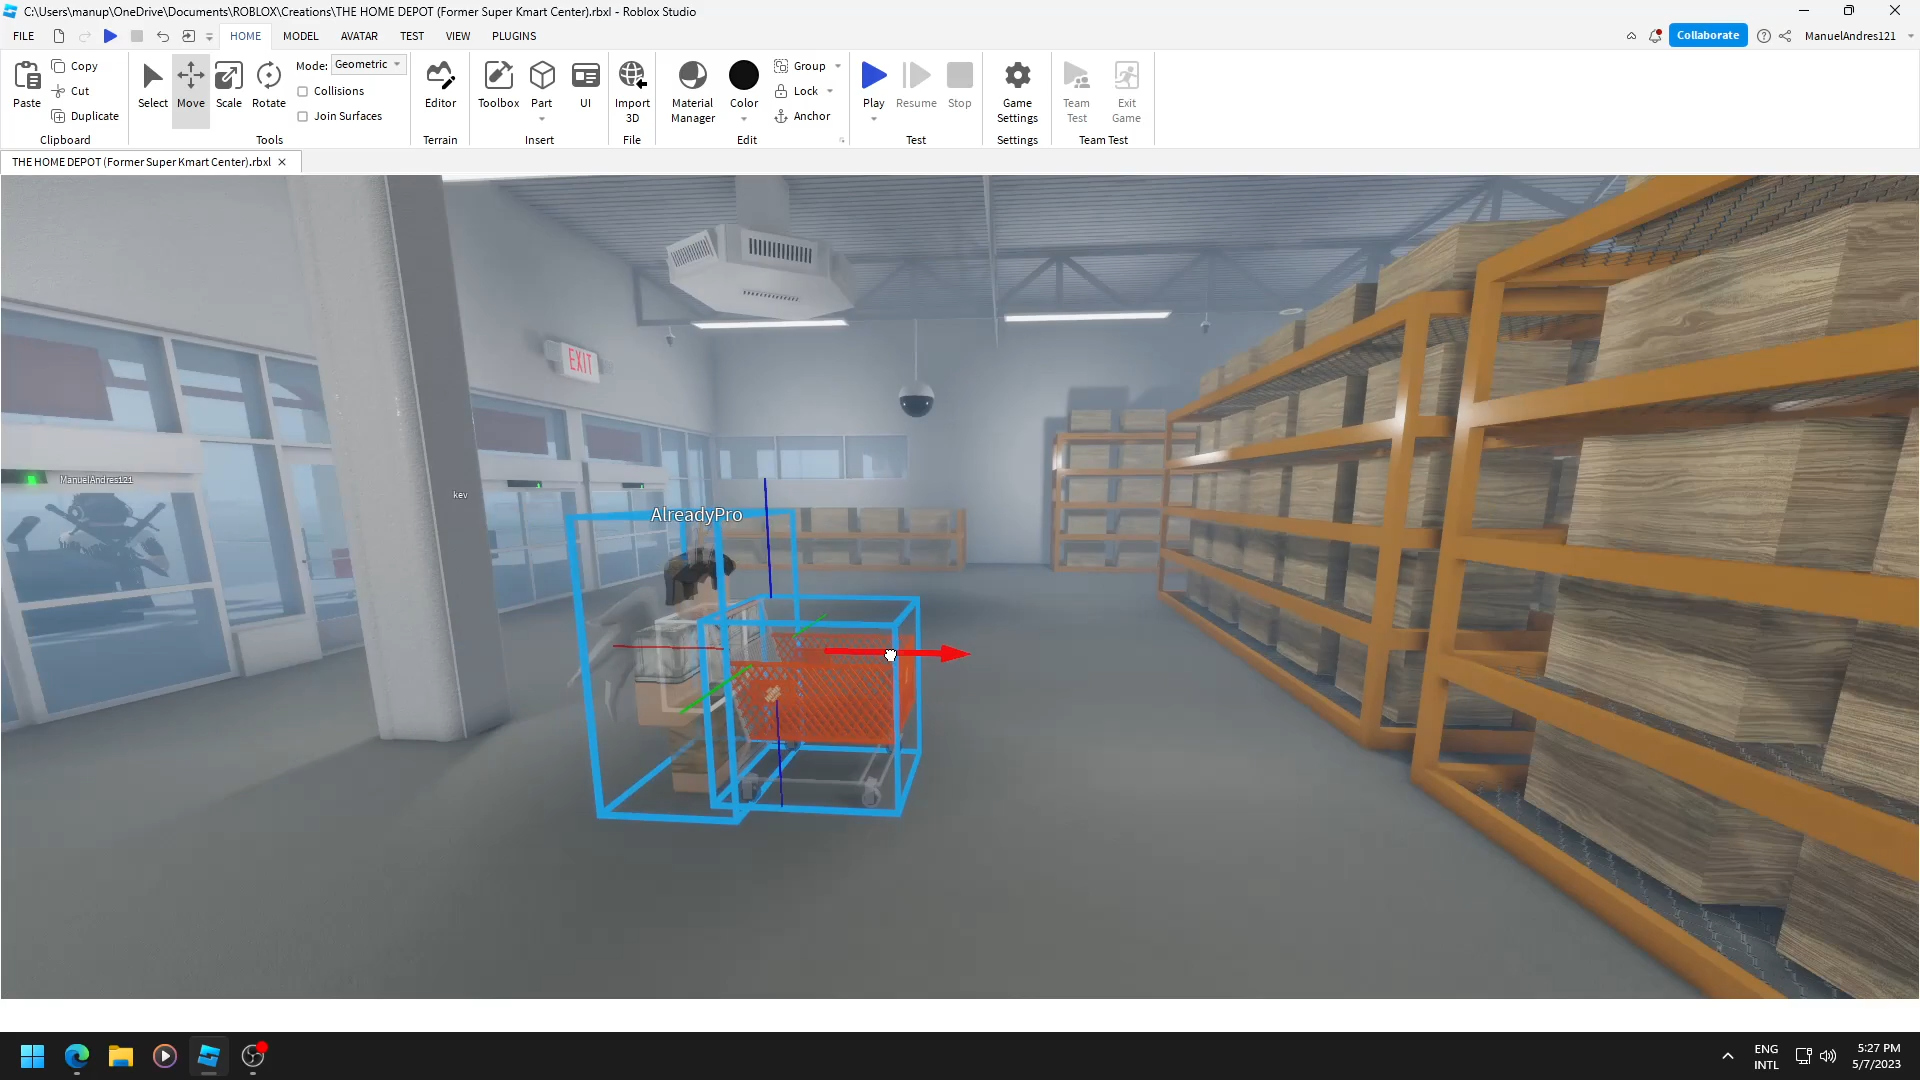 C:\Users\manup\OneDrive\Documents\ROBLOX\Creations\THE HOME DEPOT (Former Super Kmart Center).rbxl - Roblox Studio
FILE
HOME
MODEL
AVATAR
TEST
VIEW
PLUGINS
Collaborate
ManuelAndres121
Paste
Copy
Cut
Duplicate
Clipboard
Select
Move
Scale
Rotate
Mode:
Geometric
Collisions
Join Surfaces
Tools
Editor
Terrain
Toolbox
Part
UI
Insert
Import
3D
File
Material
Manager
Color
Group
Lock
Anchor
Edit
Play
Resume
Stop
Test
Game
Settings
Settings
Team
Test
Exit
Game
Team Test
THE HOME DEPOT (Former Super Kmart Center).rbxl
EXIT
ManuelAndres121
kev
AlreadyPro
ENG
INTL
5:27 PM
5/7/2023